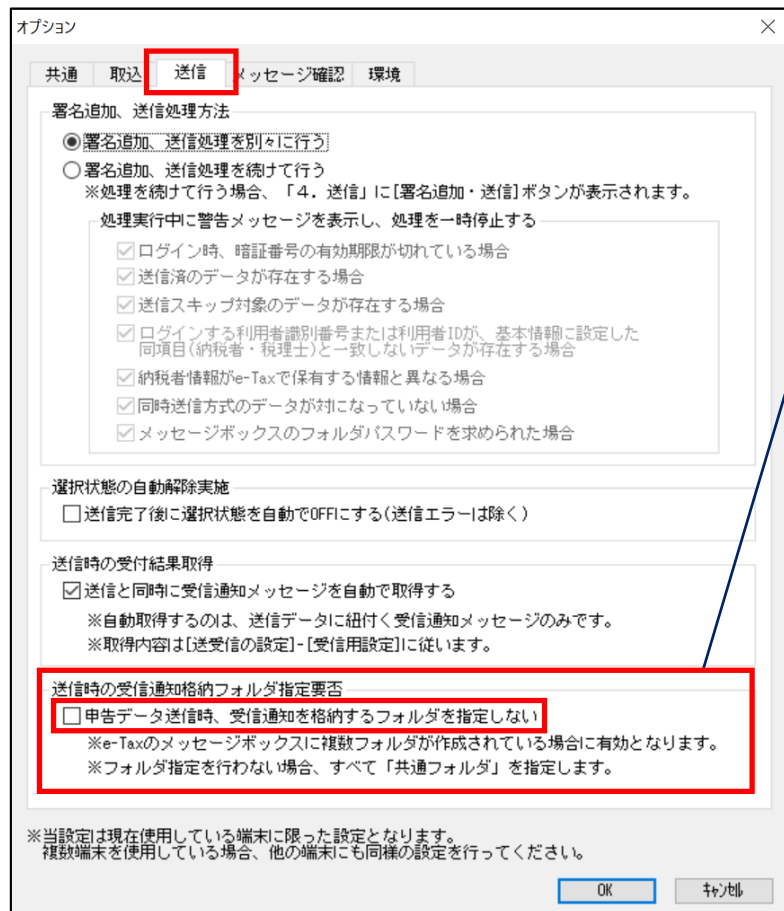 オプション
共通 取込 送信 メッセージ確認 環境
署名追加、送信処理方法
署名追加、送信処理を別々に行う
署名追加、送信処理を続けて行う
※処理を続けて行う場合、「４．送信」に[署名追加・送信]ボタンが表示されます。
処理実行中に警告メッセージを表示し、処理を一時停止する
ログイン時、暗証番号の有効期限が切れている場合
送信済のデータが存在する場合
送信スキップ対象のデータが存在する場合
ログインする利用者識別番号または利用者IDが、基本情報に設定した
同項目(納税者・税理士)と一致しないデータが存在する場合
納税者情報がe-Taxで保有する情報と異なる場合
同時送信方式のデータが対になっていない場合
メッセージボックスのフォルダパスワードを求められた場合
選択状態の自動解除実施
送信完了後に選択状態を自動でOFFにする(送信エラーは除く)
送信時の受付結果取得
送信と同時に受信通知メッセージを自動で取得する
※自動取得するのは、送信データに紐付く受信通知メッセージのみです。
※取得内容は[送受信の設定]-[受信用設定]に従います。
送信時の受信通知格納フォルダ指定要否
申告データ送信時、受信通知を格納するフォルダを指定しない
※e-Taxのメッセージボックスに複数フォルダが作成されている場合に有効となります。
※フォルダ指定を行わない場合、すべて「共通フォルダ」を指定します。
※当設定は現在使用している端末に限った設定となります。
複数端末を使用している場合、他の端末にも同様の設定を行ってください。
OK ｷｬﾝｾﾙ